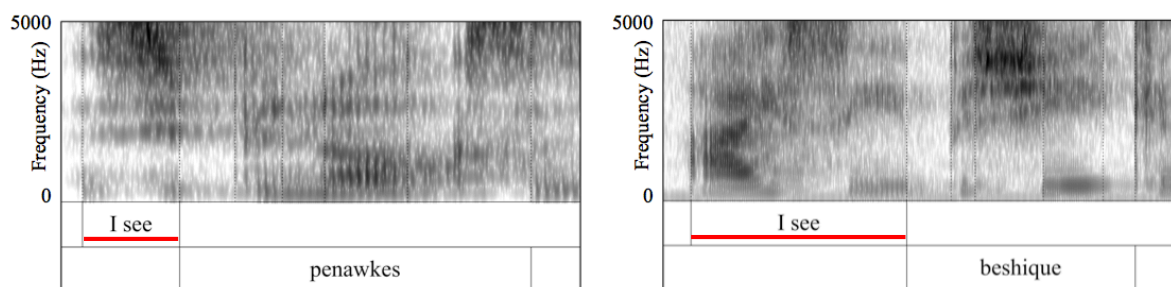 5000
Frequency (Hz)
0
I see
penawkes
5000
Frequency (Hz)
0
I see
beshique